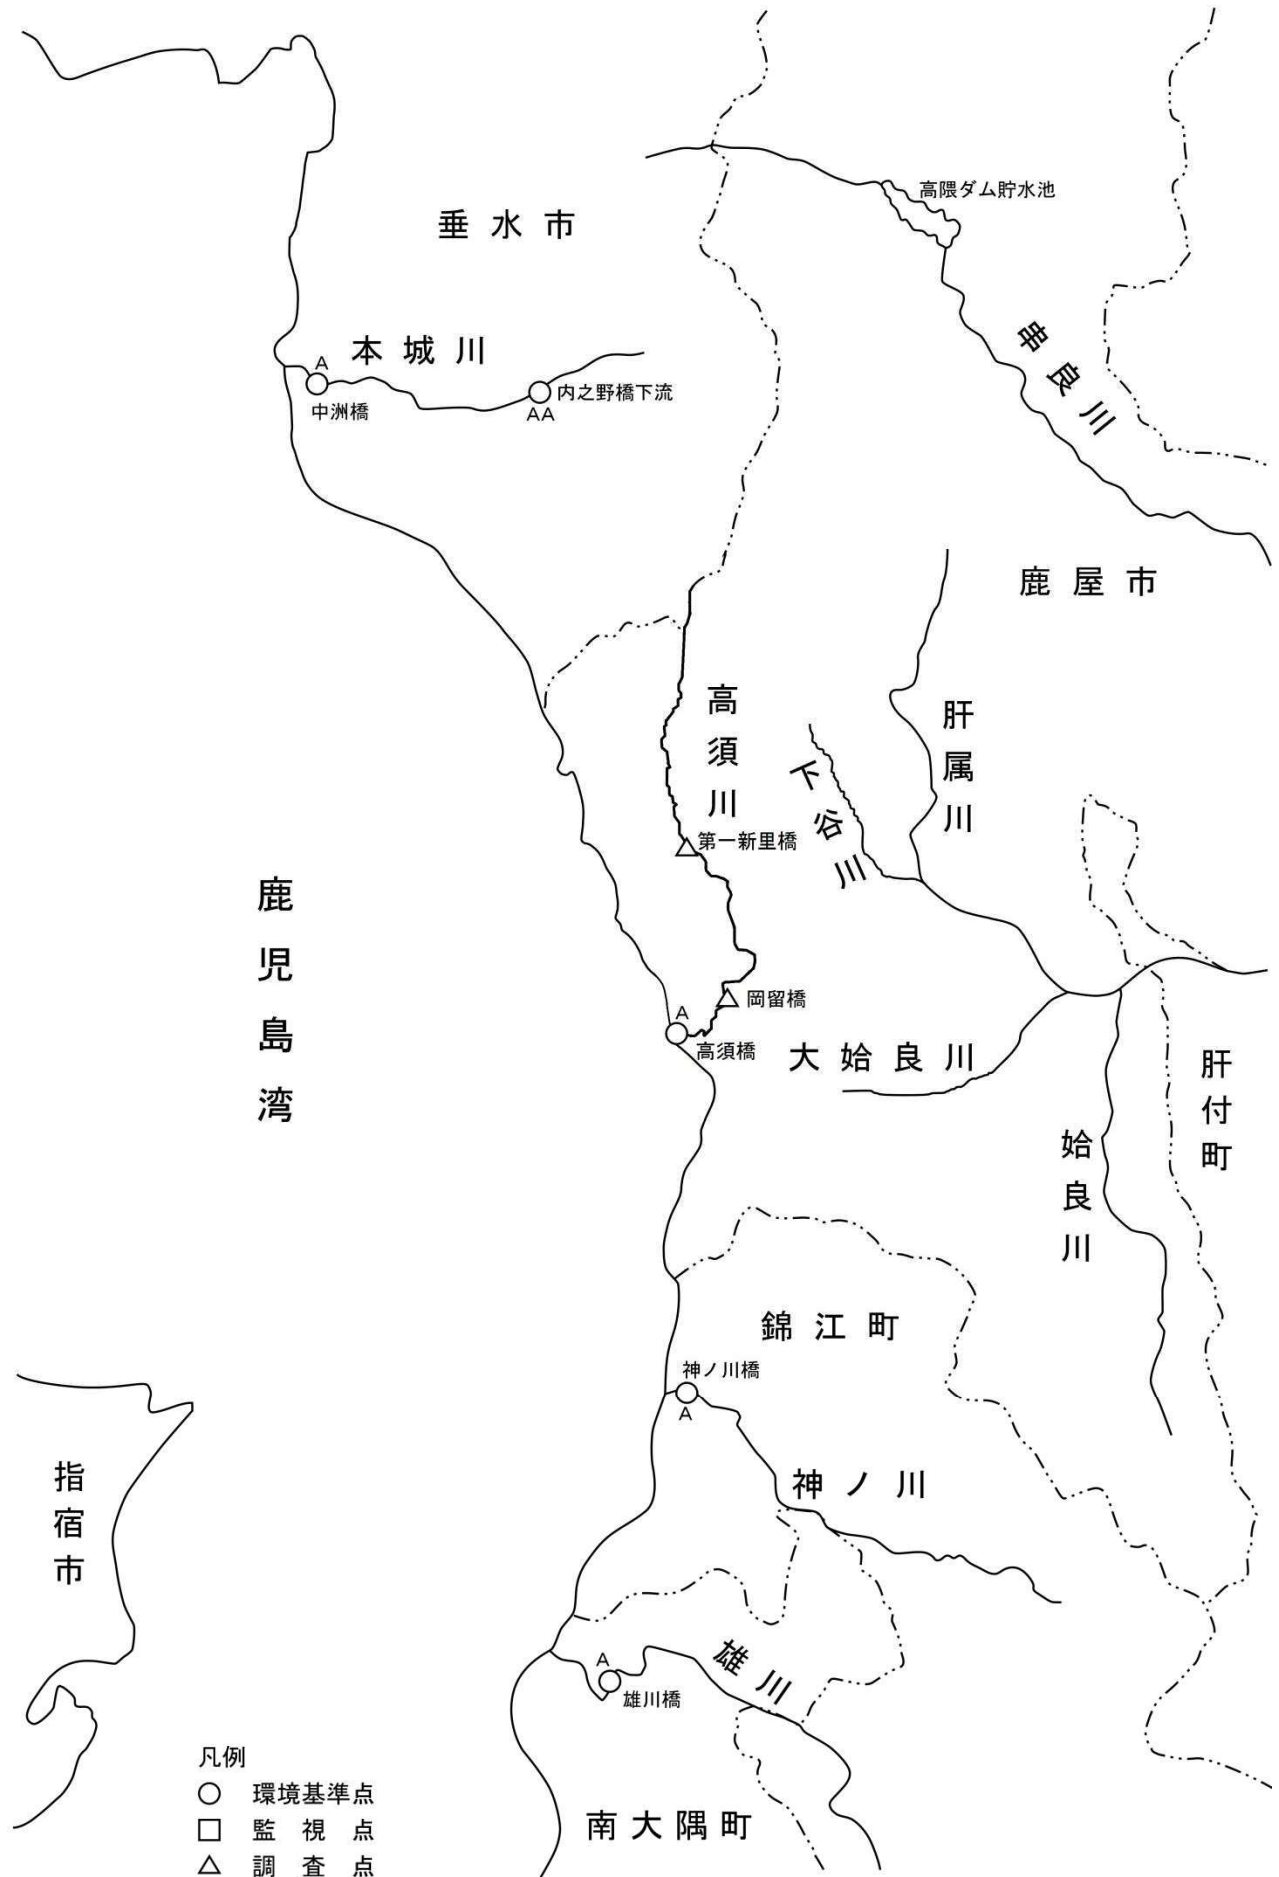 高隈ダム貯水池
垂水市
串良川
本城川
A
中洲橋
内之野橋下流
AA
鹿屋市
高須川
肝属川
下谷川
第一新里橋
鹿児島湾
岡留橋
A
高須橋
大姶良川
肝付町
姶良川
錦江町
神ノ川橋
A
神ノ川
指宿市
雄川
A
雄川橋
南大隅町
凡例
環境基準点
監視点
調査点